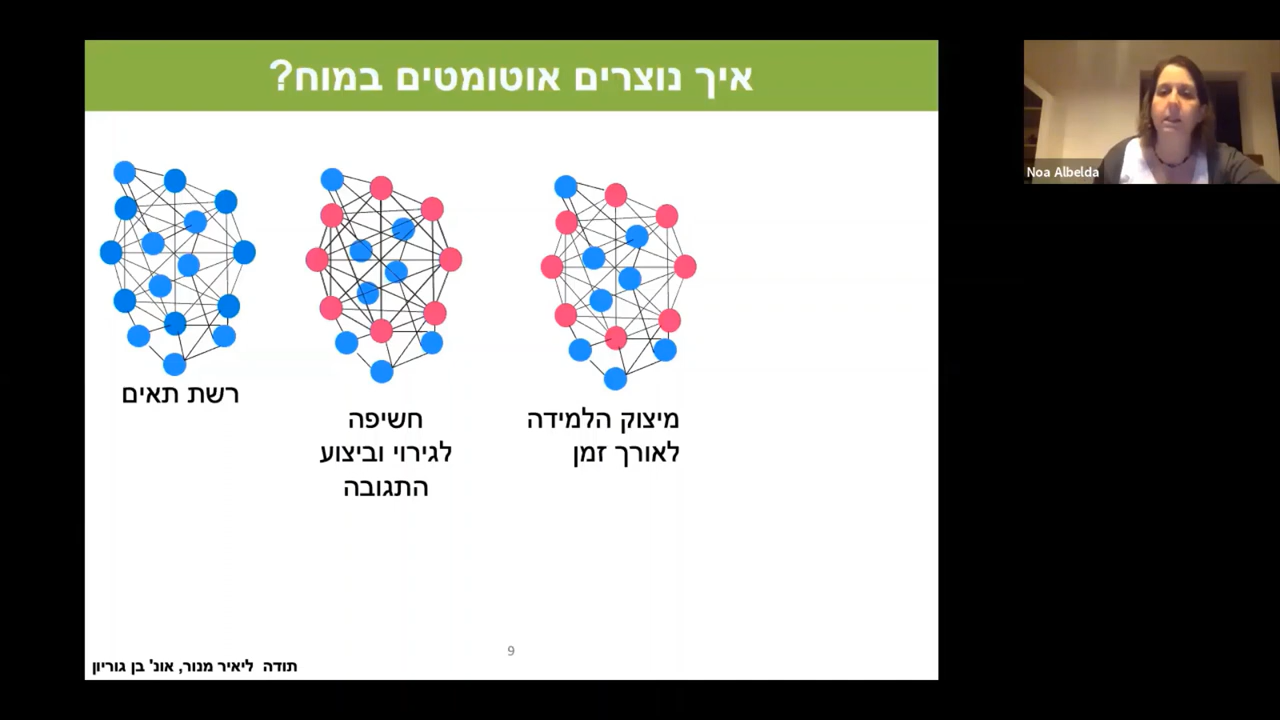 איך נוצרים אוטומטים במוח?
Noa Albelda
רשת תאים
חשיפה
לגירוי וביצוע
התגובה
מיצוק הלמידה
לאורך זמן
9
תודה ליאיר מנור, אונ' בן גוריון